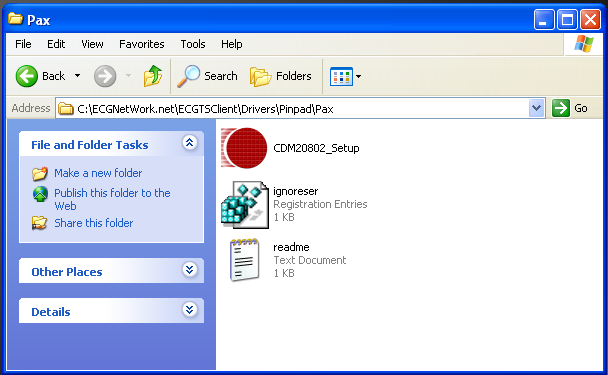 Pax
File Edit View Favorites Tools Help
Back Search Folders
Address C:\ECGNetWork.net\ECGTSClient\Drivers\Pinpad\Pax Go
File and Folder Tasks
Make a new folder
Publish this folder to the
Web
Share this folder
Other Places
Details
CDM20802_Setup
ignoreser
Registration Entries
1 KB
readme
Text Document
1 KB